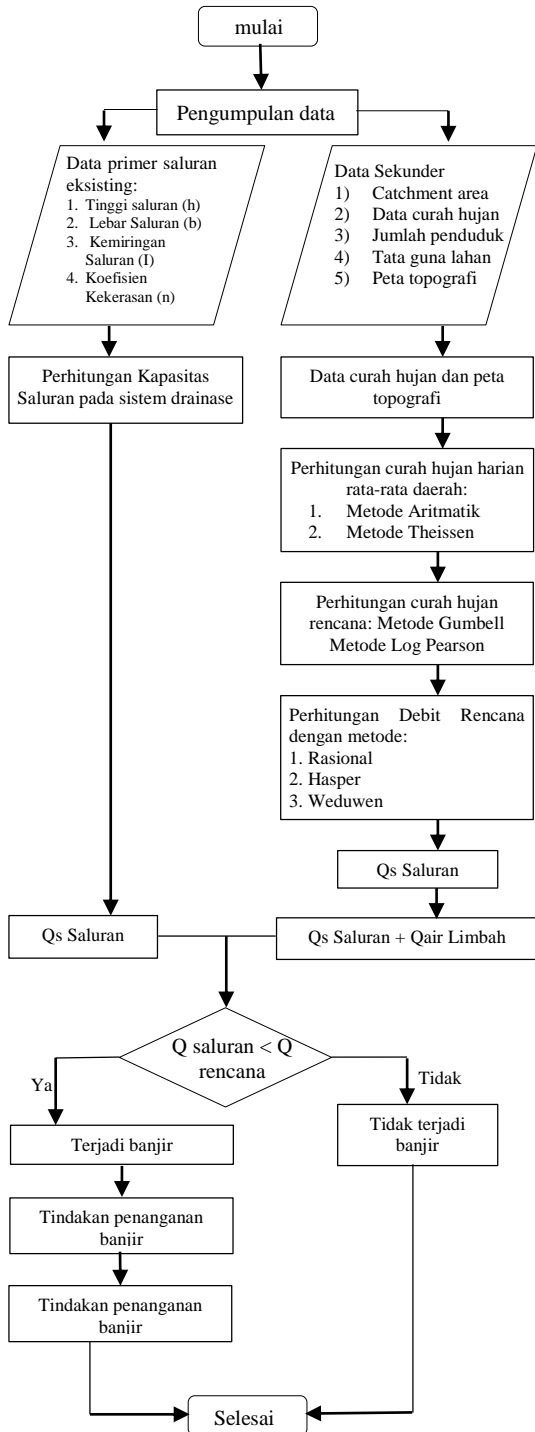 mulai
Pengumpulan data
Data primer saluran
eksisting:
1. Tinggi saluran (h)
2. Lebar Saluran (b)
3. Kemiringan
Saluran (I)
4. Koefisien
Kekerasan (n)
Data Sekunder
1) Catchment area
2) Data curah hujan
3) Jumlah penduduk
4) Tata guna lahan
5) Peta topografi
Perhitungan Kapasitas
Saluran pada sistem drainase
Data curah hujan dan peta
topografi
Perhitungan curah hujan harian
rata-rata daerah:
1. Metode Aritmatik
2. Metode Theissen
Perhitungan curah hujan
rencana: Metode Gumbell
Metode Log Pearson
Perhitungan Debit Rencana
dengan metode:
1. Rasional
2. Hasper
3. Weduwen
Qs Saluran
Qs Saluran
Qs Saluran + Qair Limbah
Q saluran < Q
rencana
Ya
Tidak
Terjadi banjir
Tidak terjadi
banjir
Tindakan penanganan
banjir
Tindakan penanganan
banjir
Selesai